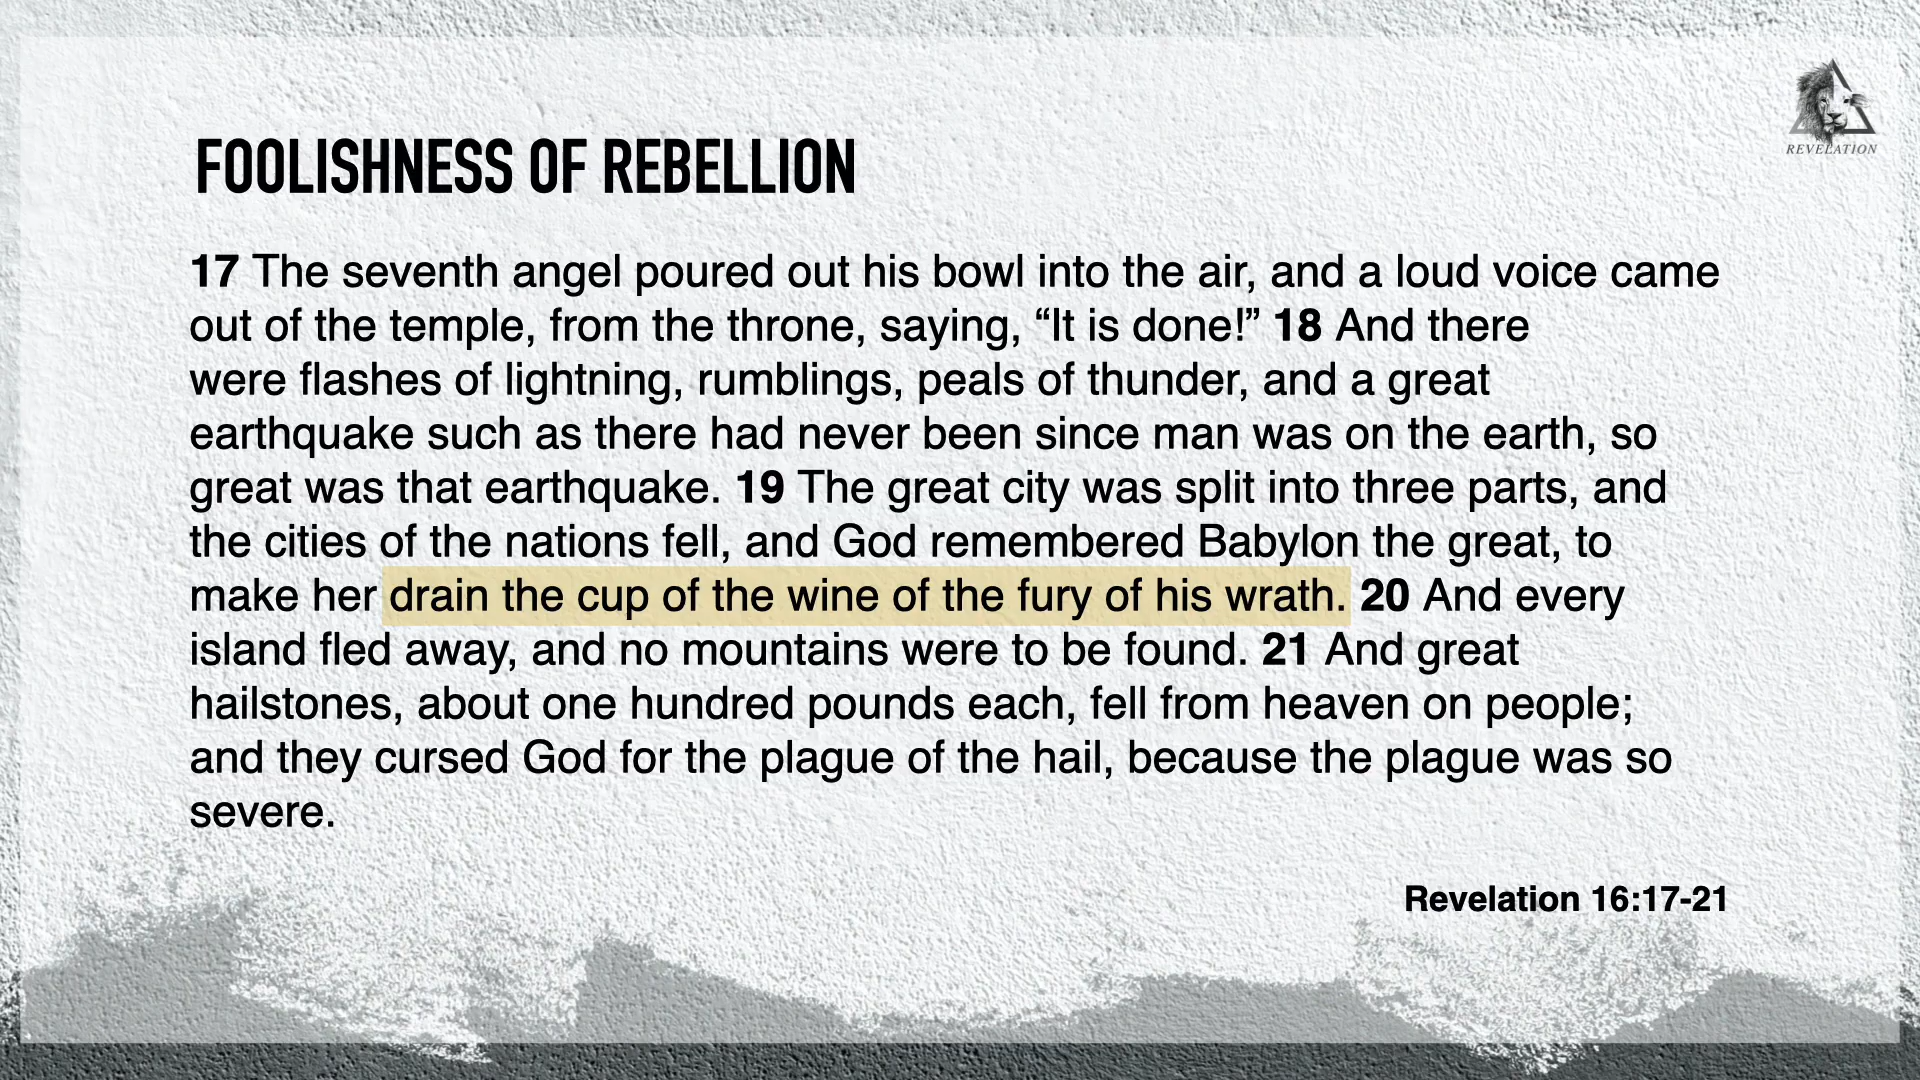 REVELATION
FOOLISHNESS OF REBELLION
17 The seventh angel poured out his bowl into the air, and a loud voice came
out of the temple, from the throne, saying, “It is done!” 18 And there
were flashes of lightning, rumblings, peals of thunder, and a great
earthquake such as there had never been since man was on the earth, so
great was that earthquake. 19 The great city was split into three parts, and
the cities of the nations fell, and God remembered Babylon the great, to
make her drain the cup of the wine of the fury of his wrath. 20 And every
island fled away, and no mountains were to be found. 21 And great
hailstones, about one hundred pounds each, fell from heaven on people;
and they cursed God for the plague of the hail, because the plague was so
severe.
Revelation 16:17-21